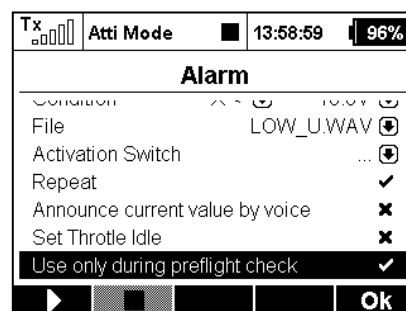 Tx Atti Mode 13:58:59 96%
Alarm
Condition
File LOW_U.WAV
Activation Switch ...
Repeat
Announce current value by voice
Set Throtle Idle
Use only during preflight check
Ok